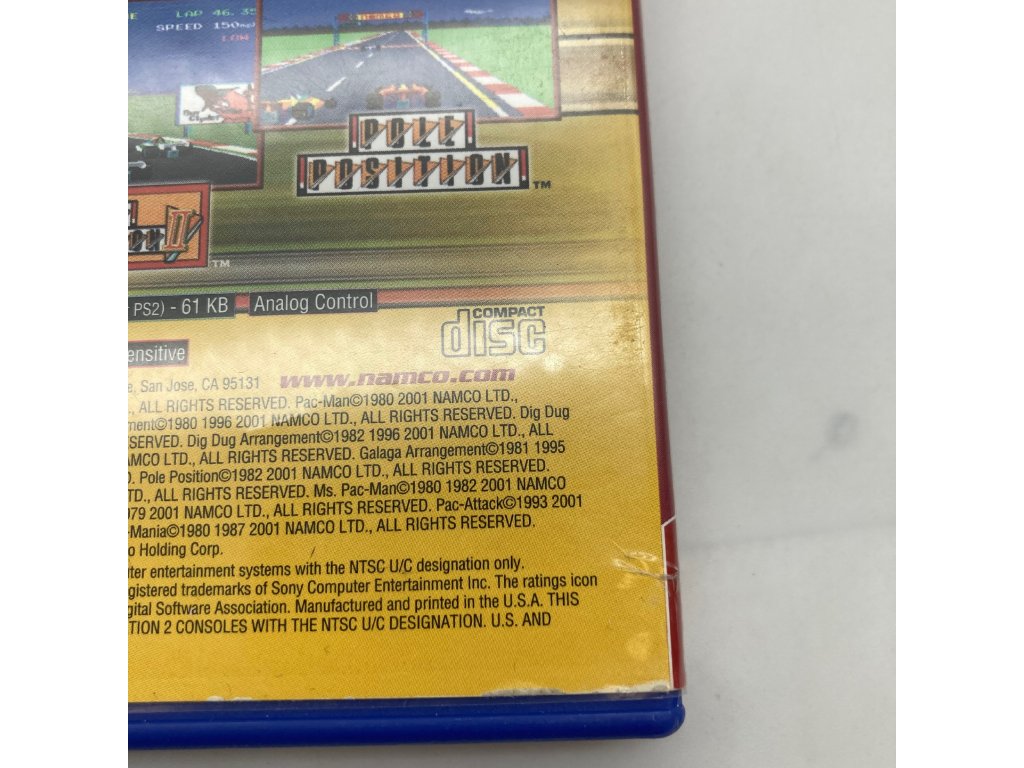 LAP 46.35
SPEED 150
LOW
namco
POLE
POSITION™
II
™
PS2) - 61 KB
Analog Control
COMPACT
disc
ensitive
e, San Jose, CA 95131
www.namco.com
., ALL RIGHTS RESERVED. Pac-Man©1980 2001 NAMCO LTD.,
ment©1980 1996 2001 NAMCO LTD., ALL RIGHTS RESERVED. Dig Dug
SERVED. Dig Dug Arrangement©1982 1996 2001 NAMCO LTD., ALL
AMCO LTD., ALL RIGHTS RESERVED. Galaga Arrangement©1981 1995
D. Pole Position©1982 2001 NAMCO LTD., ALL RIGHTS RESERVED.
TD., ALL RIGHTS RESERVED. Ms. Pac-Man©1980 1982 2001 NAMCO
979 2001 NAMCO LTD., ALL RIGHTS RESERVED. Pac-Attack©1993 2001
-Mania©1980 1987 2001 NAMCO LTD., ALL RIGHTS RESERVED.
o Holding Corp.
uter entertainment systems with the NTSC U/C designation only.
gistered trademarks of Sony Computer Entertainment Inc. The ratings icon
gital Software Association. Manufactured and printed in the U.S.A. THIS
TION 2 CONSOLES WITH THE NTSC U/C DESIGNATION. U.S. AND